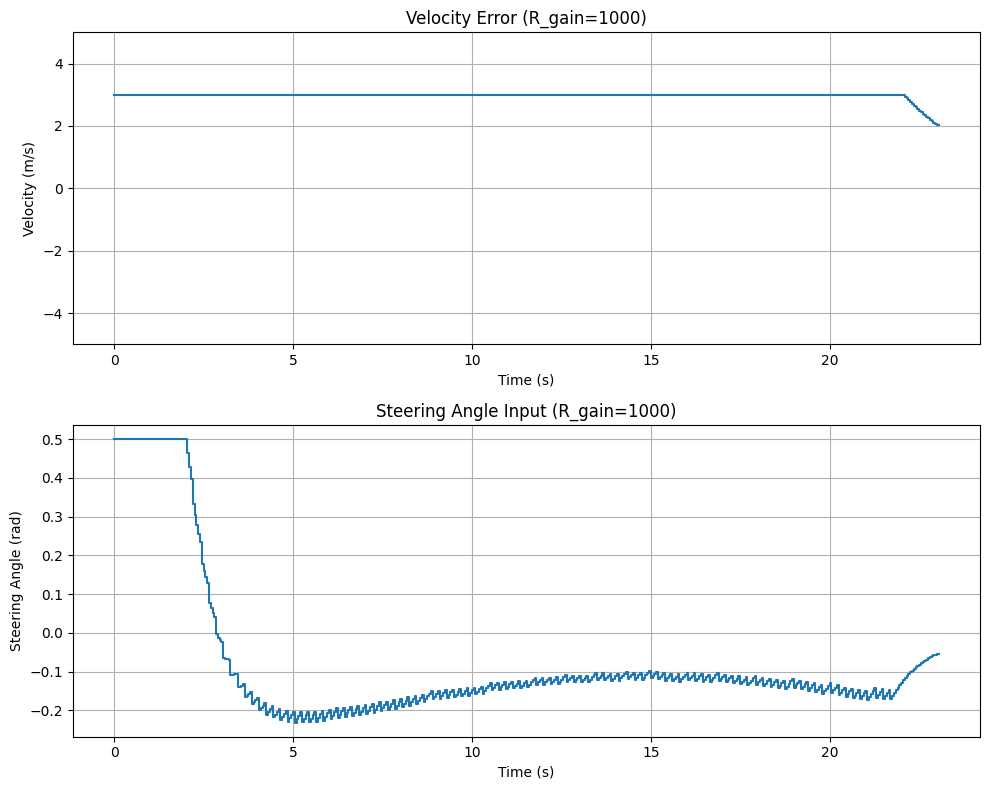 Velocity Error (R_gain=1000)
4
2
0
−2
−4
Velocity (m/s)
0 5 10 15 20
Time (s)
Steering Angle Input (R_gain=1000)
0.5
0.4
0.3
0.2
0.1
0.0
−0.1
−0.2
Steering Angle (rad)
0 5 10 15 20
Time (s)